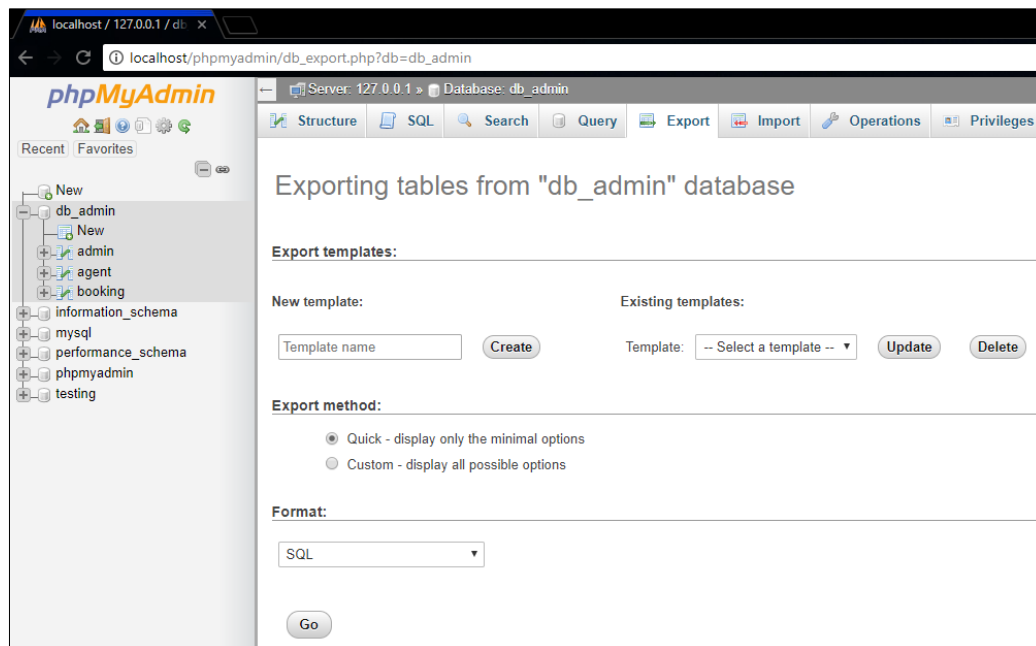 localhost / 127.0.0.1 / db
localhost/phpmyadmin/db_export.php?db=db_admin
phpMyAdmin
Recent Favorites
New
db_admin
New
admin
agent
booking
information_schema
mysql
performance_schema
phpmyadmin
testing
Server: 127.0.0.1 » Database: db_admin
Structure SQL Search Query Export Import Operations Privileges
Exporting tables from "db_admin" database
Export templates:
New template: Existing templates:
Template name Create Template: -- Select a template -- Update Delete
Export method:
Quick - display only the minimal options
Custom - display all possible options
Format:
SQL
Go